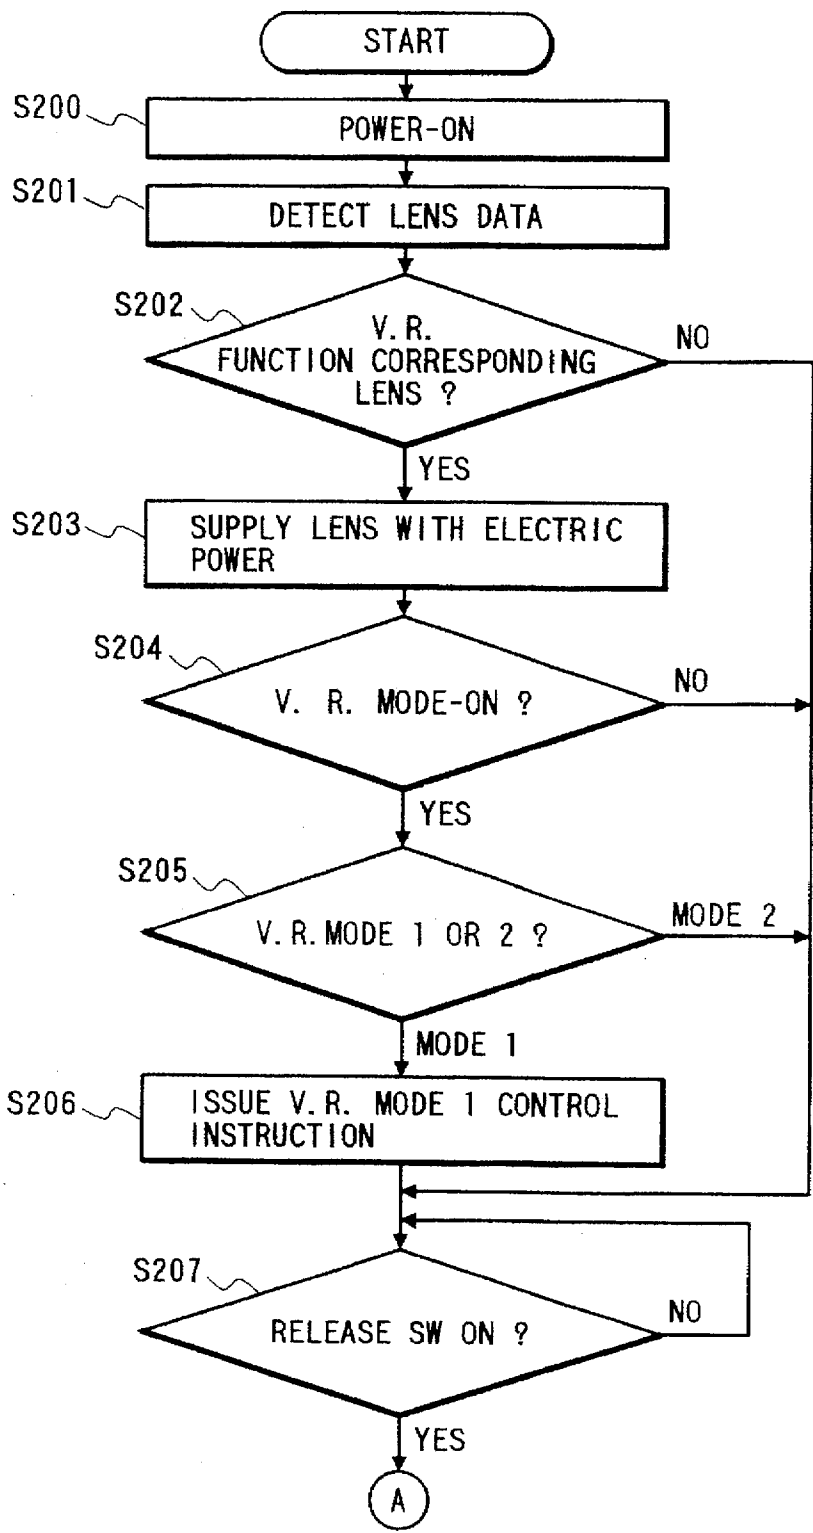 START
S200
POWER-ON
S201
DETECT LENS DATA
S202
V.R.
FUNCTION CORRESPONDING
LENS ?
NO
YES
S203
SUPPLY LENS WITH ELECTRIC
POWER
S204
V. R. MODE-ON ?
NO
YES
S205
V.R.MODE 1 OR 2 ?
MODE 2
MODE 1
S206
ISSUE V.R. MODE 1 CONTROL
INSTRUCTION
S207
RELEASE SW ON ?
NO
YES
A